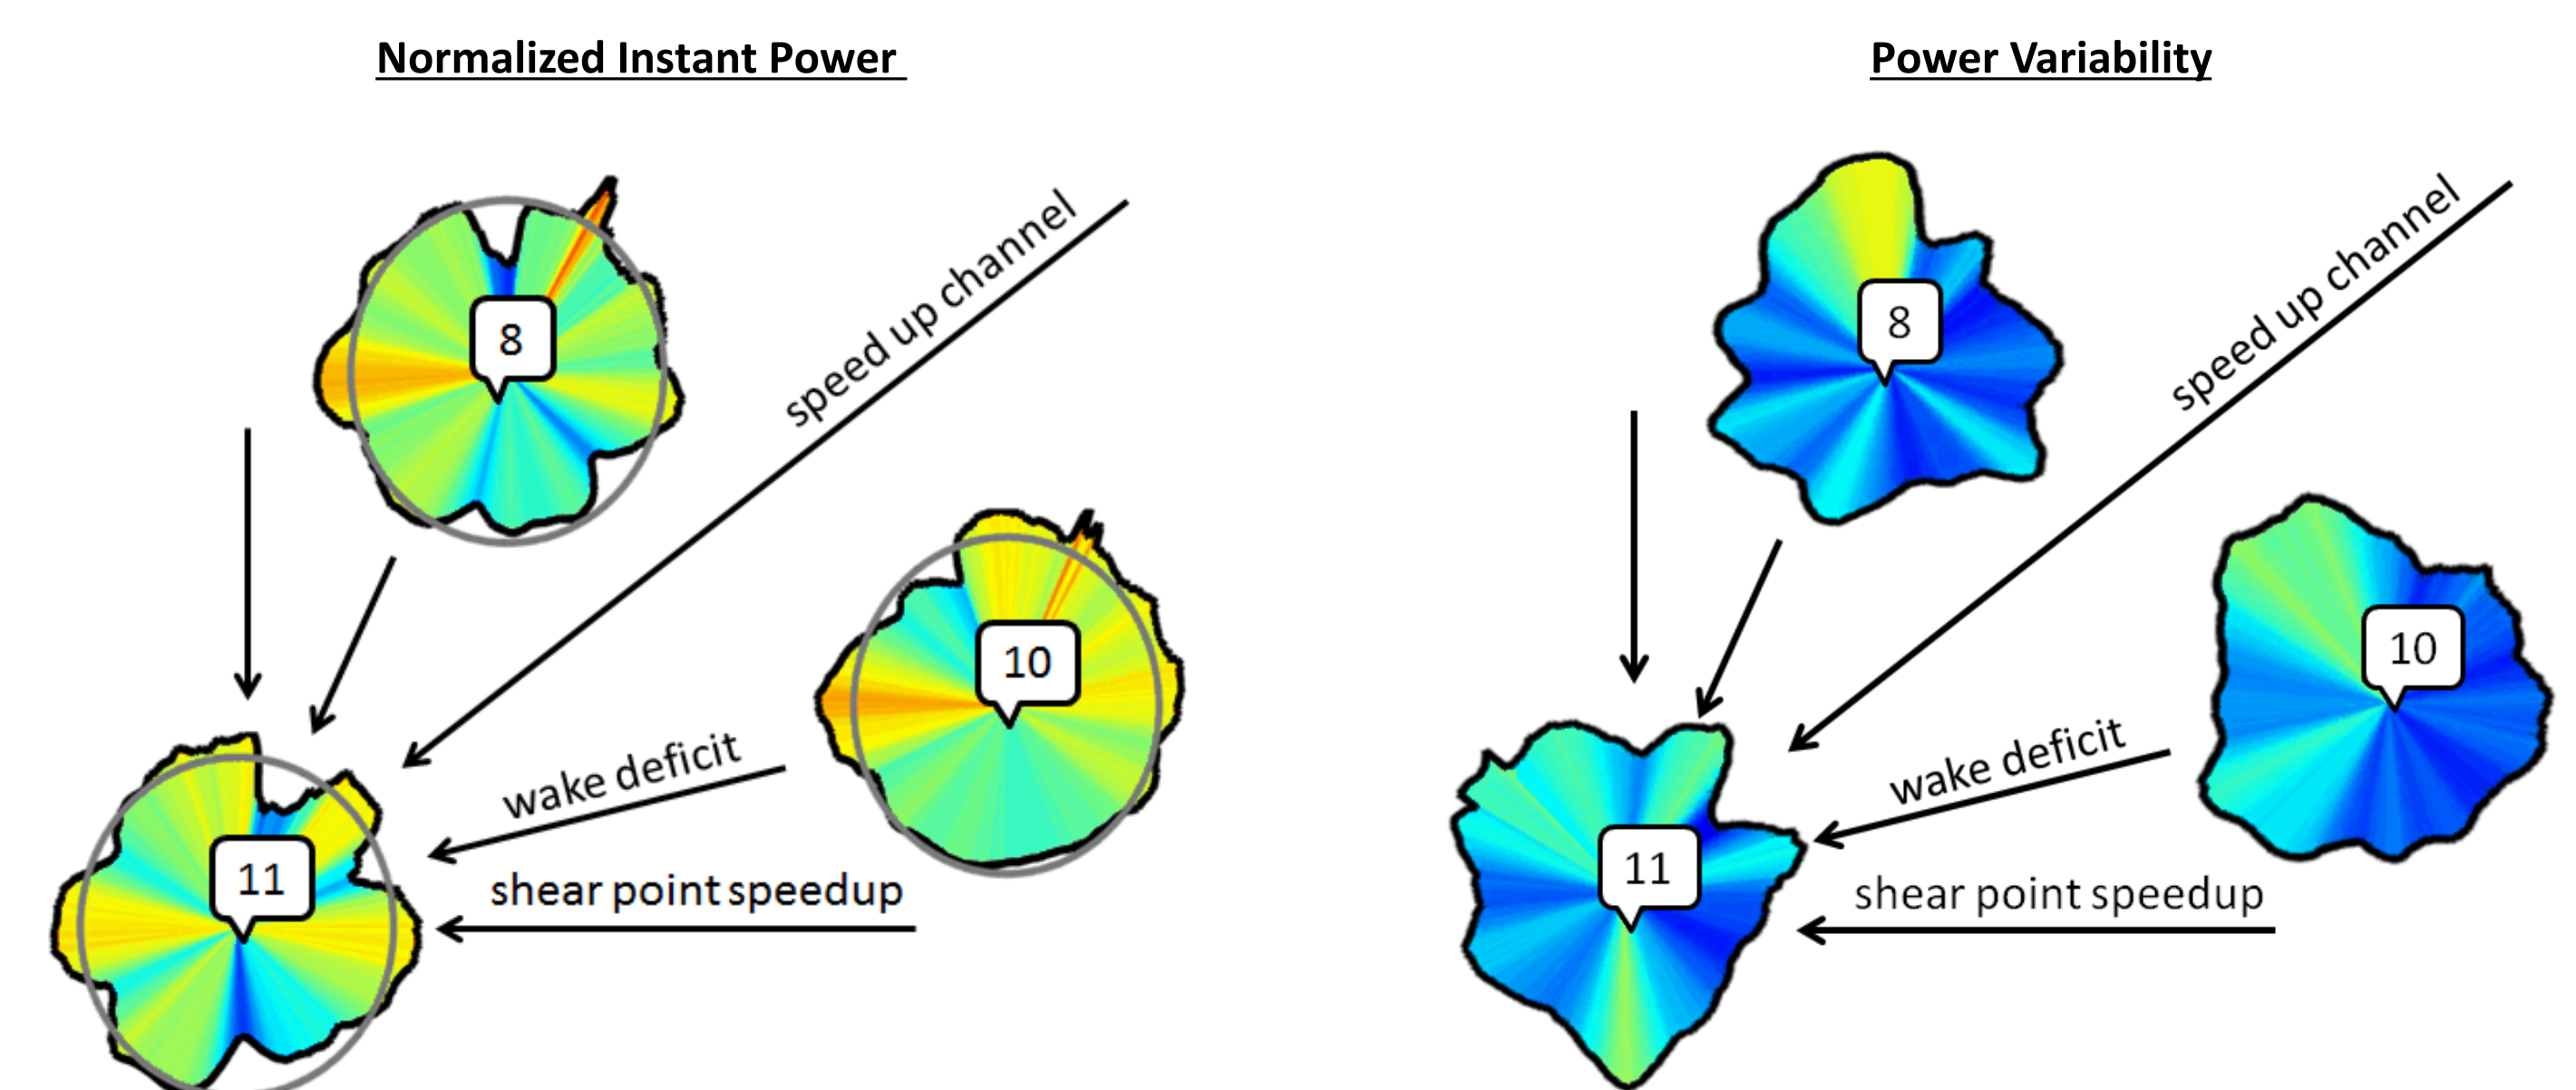 Normalized Instant Power
Power Variability
8
speed up channel
10
wake deficit
11
shear point speedup
8
speed up channel
10
wake deficit
11
shear point speedup